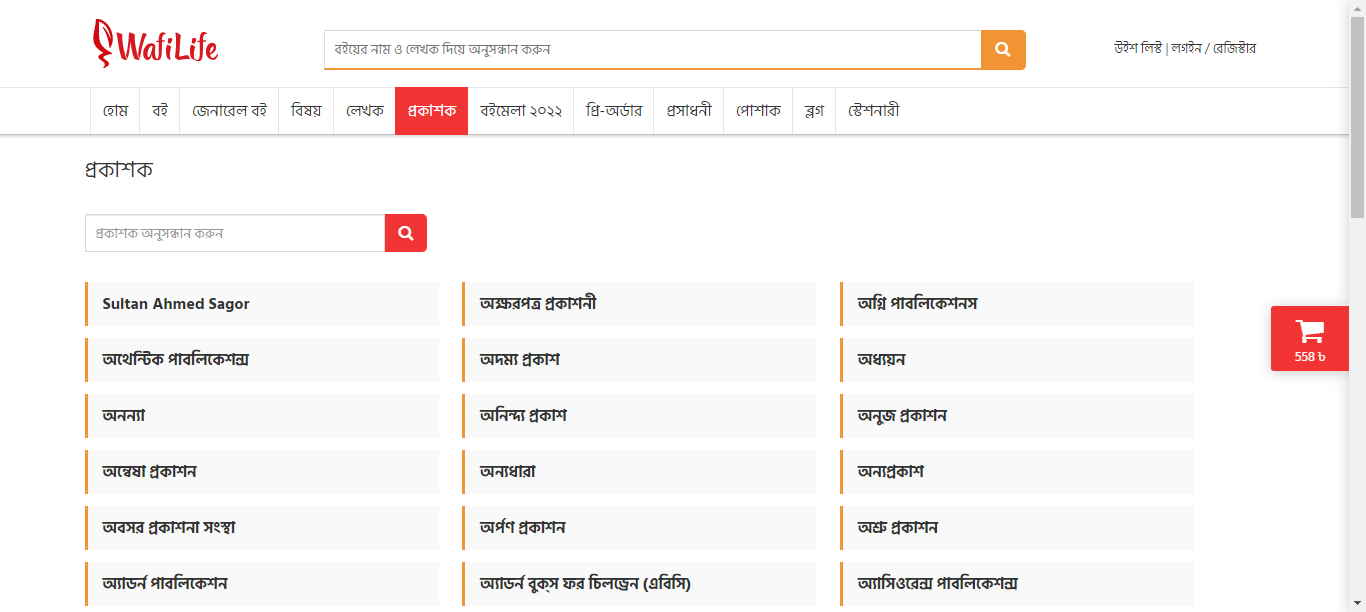 WafiLife
বইয়ের নাম ও লেখক দিয়ে অনুসন্ধান করুন
উইশ লিস্ট | লগইন / রেজিস্টার
হোম বই জেনারেল বই বিষয় লেখক প্রকাশক বইমেলা ২০২২ প্রি-অর্ডার প্রসাধনী পোশাক ব্লগ স্টেশনারী
প্রকাশক
প্রকাশক অনুসন্ধান করুন
Sultan Ahmed Sagor অক্ষরপত্র প্রকাশনী অগ্নি পাবলিকেশনস
558 ৳
অথেন্টিক পাবলিকেশন্স অদম্য প্রকাশ অধ্যয়ন
অনন্যা অনিন্দ্য প্রকাশ অনুজ প্রকাশন
অন্বেষা প্রকাশন অন্যধারা অন্যপ্রকাশ
অবসর প্রকাশনা সংস্থা অর্পণ প্রকাশন অশ্রু প্রকাশন
অ্যাডর্ন পাবলিকেশন অ্যাডর্ন বুক্‌স ফর চিলড্রেন (এবিসি) অ্যাসিওরেন্স পাবলিকেশন্স